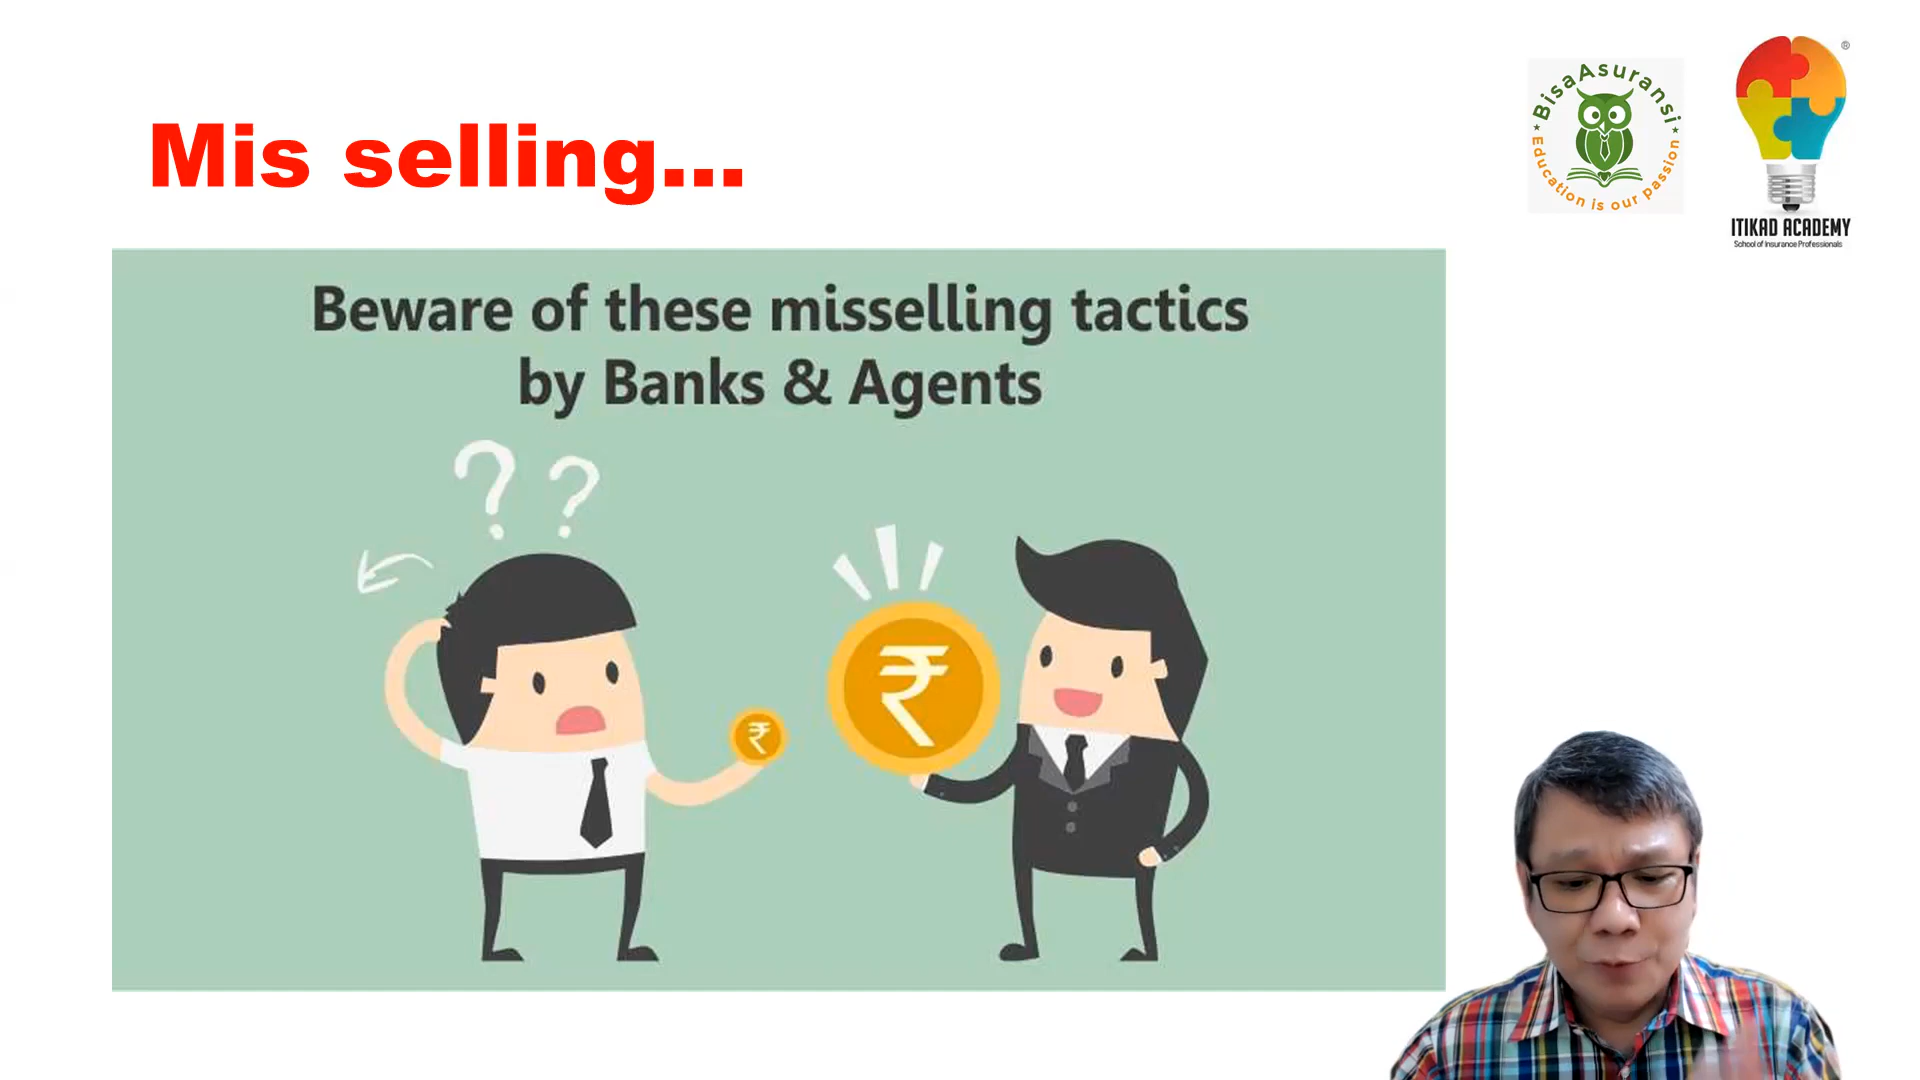 Mis selling...
BisaAsuransi
Education is our passion
®
ITIKAD ACADEMY
School of Insurance Professionals
Beware of these misselling tactics
by Banks & Agents
? ?
₹
₹